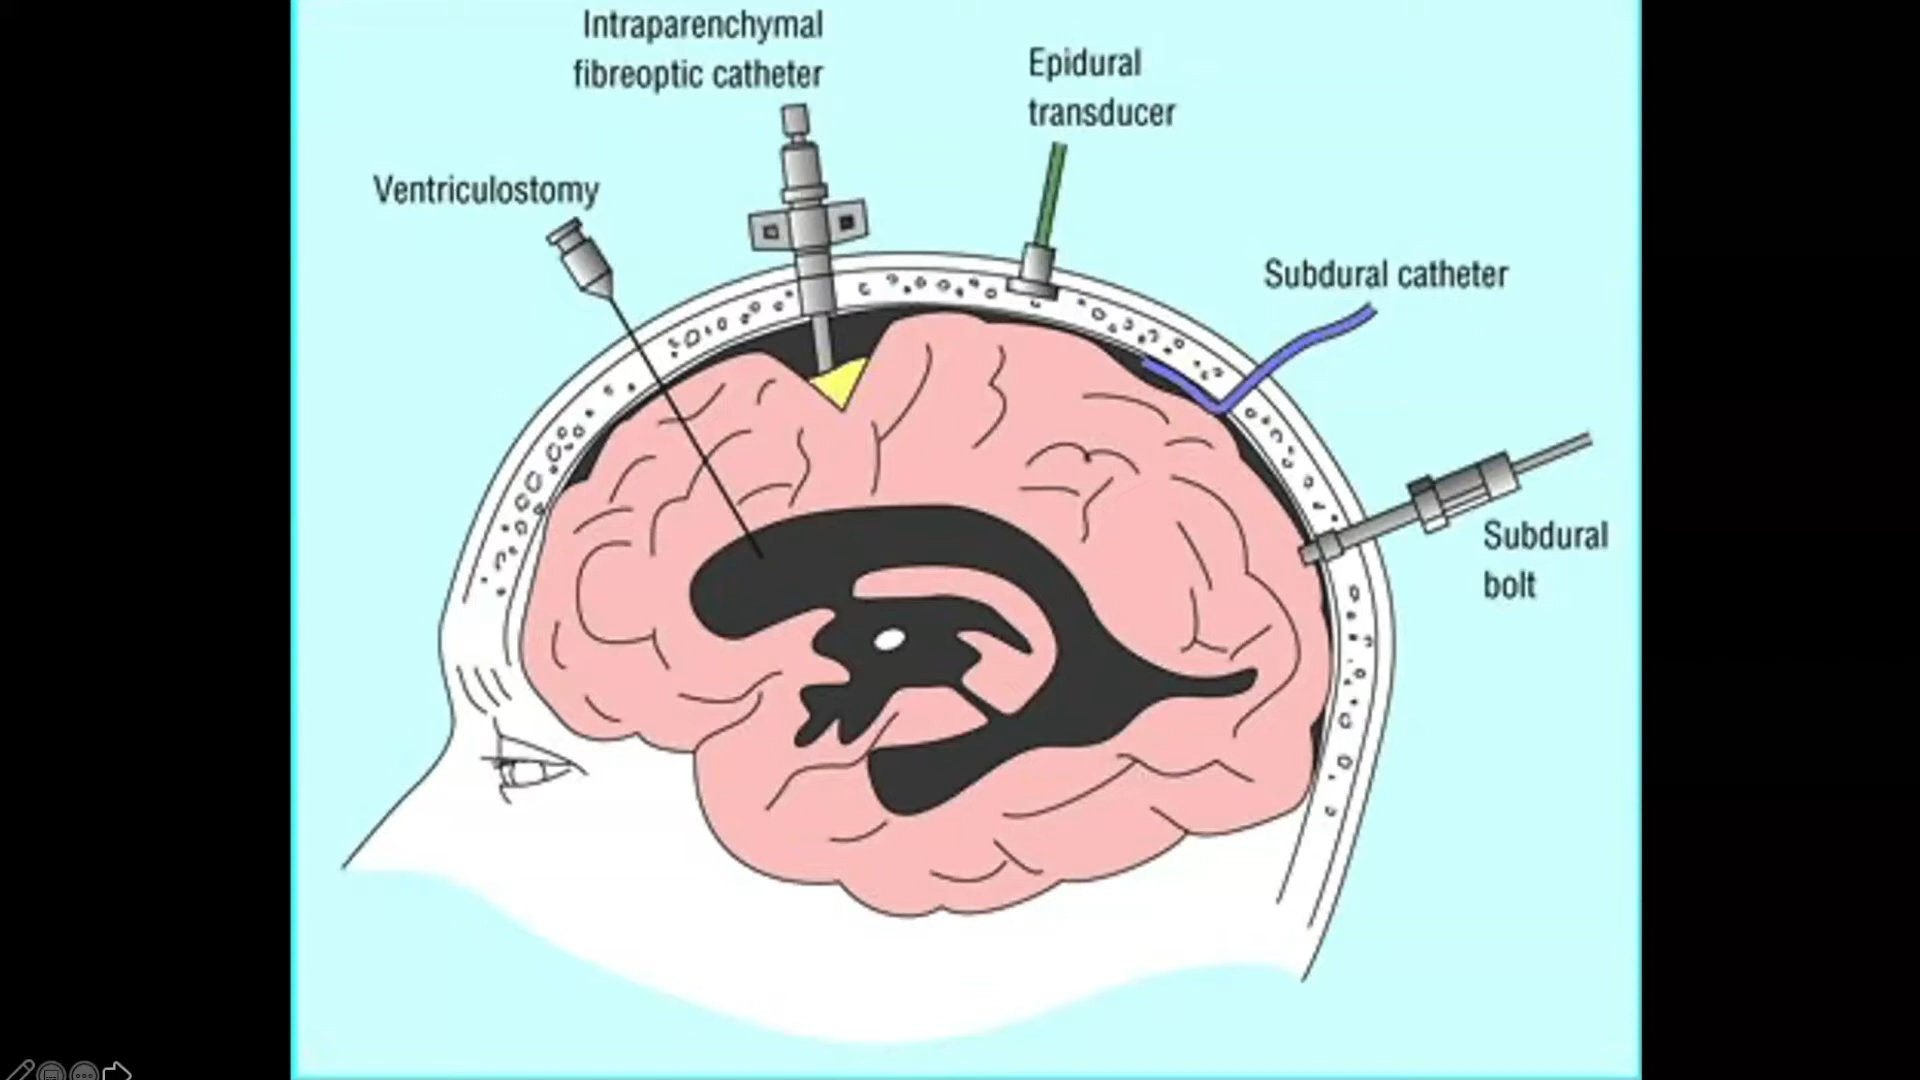 Intraparenchymal
fibreoptic catheter
Epidural
transducer
Ventriculostomy
Subdural catheter
Subdural
bolt